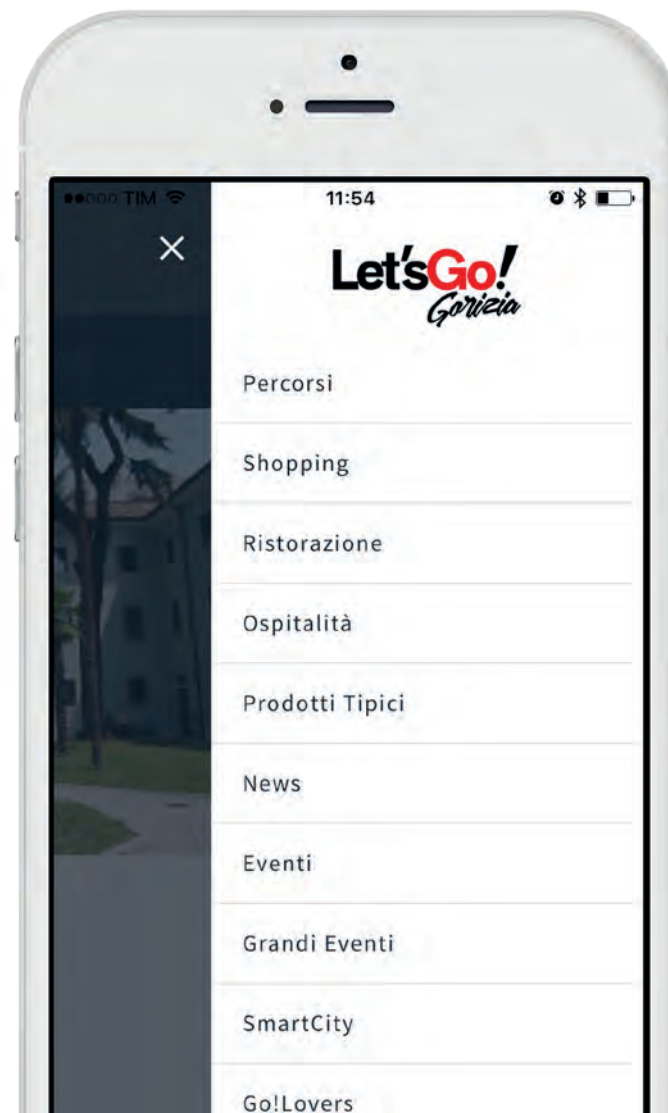 TIM 11:54
Let'sGo!
Gorizia
Percorsi
Shopping
Ristorazione
Ospitalità
Prodotti Tipici
News
Eventi
Grandi Eventi
SmartCity
Go!Lovers